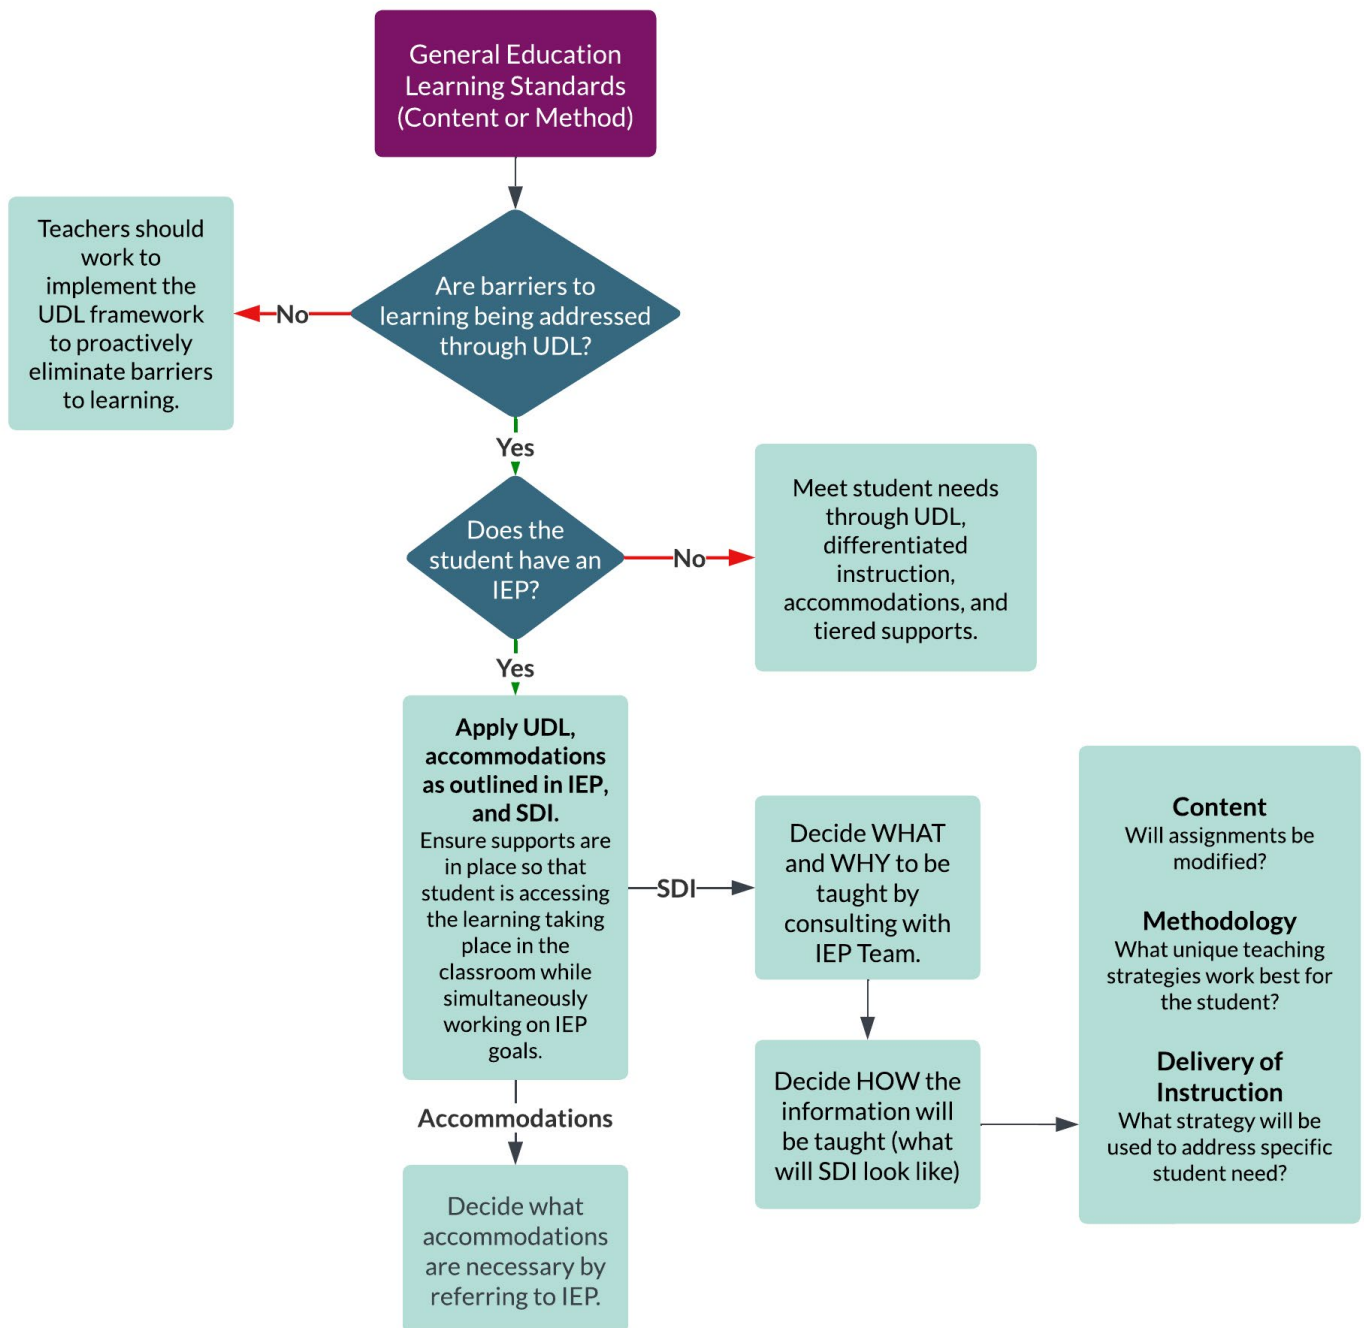 General Education
Learning Standards
(Content or Method)
Teachers should
work to
implement the
UDL framework
to proactively
eliminate barriers
to learning.
No
Are barriers to
learning being addressed
through UDL?
Yes
Does the
student have an
IEP?
No
Meet student needs
through UDL,
differentiated
instruction,
accommodations, and
tiered supports.
Yes
Apply UDL,
accommodations
as outlined in IEP,
and SDI.
Ensure supports are
in place so that
student is accessing
the learning taking
place in the
classroom while
simultaneously
working on IEP
goals.
SDI
Decide WHAT
and WHY to be
taught by
consulting with
IEP Team.
Decide HOW the
information will
be taught (what
will SDI look like)
Content
Will assignments be
modified?
Methodology
What unique teaching
strategies work best for
the student?
Delivery of
Instruction
What strategy will be
used to address specific
student need?
Accommodations
Decide what
accommodations
are necessary by
referring to IEP.